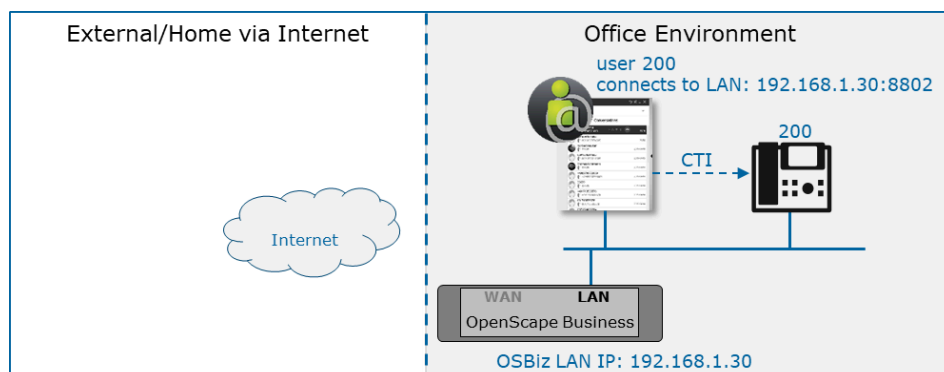 External/Home via Internet
Office Environment
user 200
connects to LAN: 192.168.1.30:8802
@
200
CTI
Internet
WAN
LAN
OpenScape Business
OSBiz LAN IP: 192.168.1.30